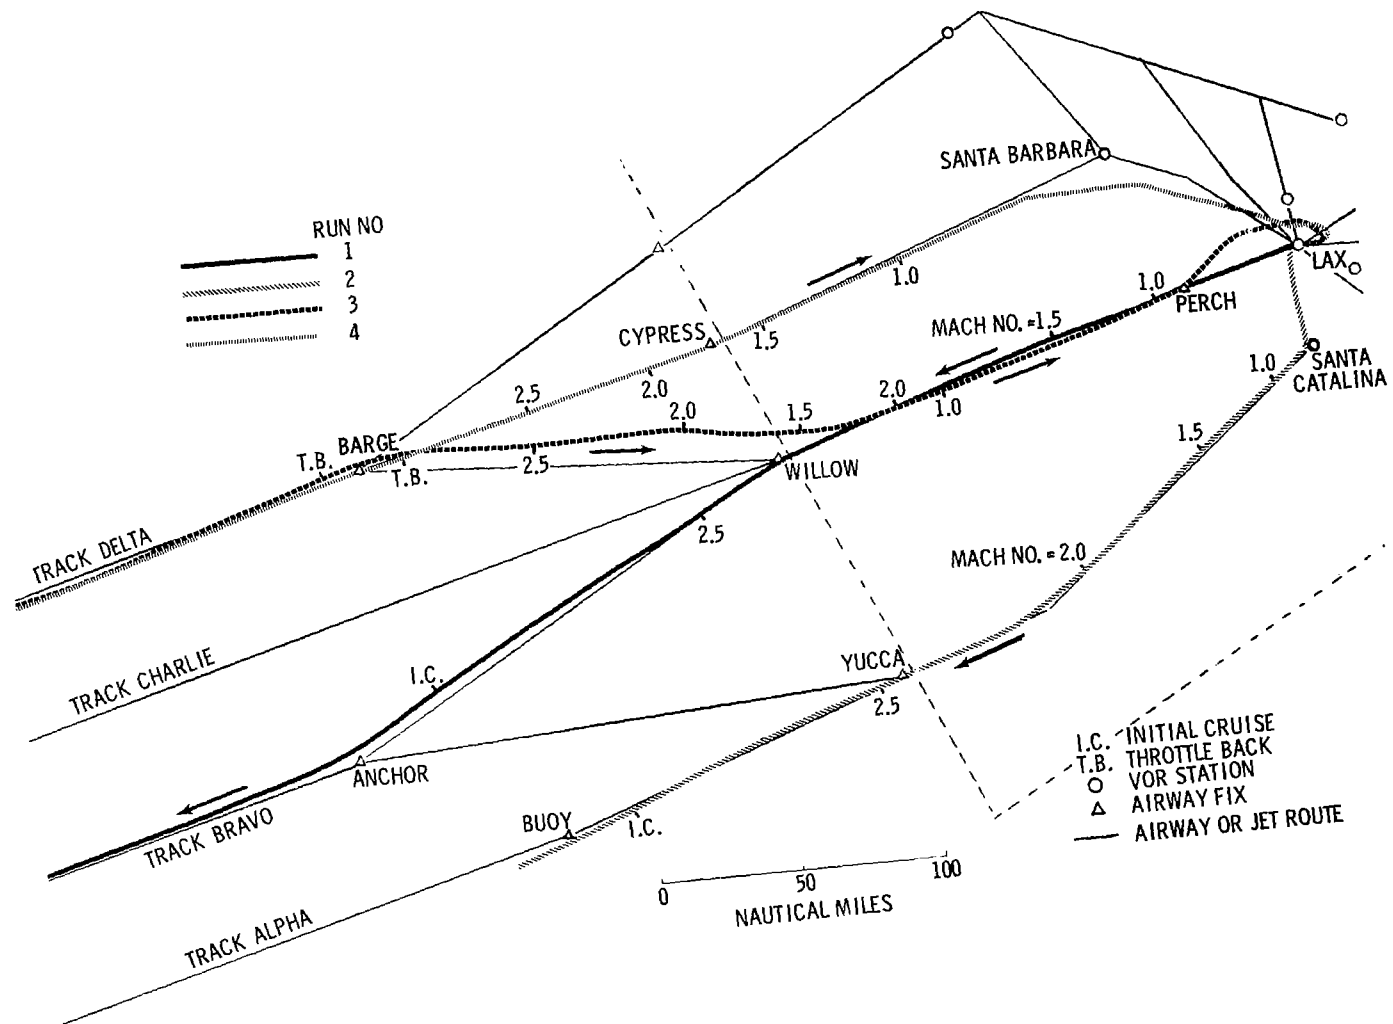 SANTA BARBARA
RUN NO
1
2
3
4
LAX
1.0
1.0
PERCH
CYPRESS
1.5
MACH NO. = 1.5
SANTA
CATALINA
1.0
2.5
2.0
2.0
1.0
2.0
1.5
1.5
T.B. BARGE
T.B.
2.5
WILLOW
2.5
MACH NO. = 2.0
TRACK DELTA
TRACK CHARLIE
I.C.
YUCCA
2.5
ANCHOR
TRACK BRAVO
BUOY
I.C.
I.C. INITIAL CRUISE
T.B. THROTTLE BACK
VOR STATION
AIRWAY FIX
AIRWAY OR JET ROUTE
0 50 100
NAUTICAL MILES
TRACK ALPHA